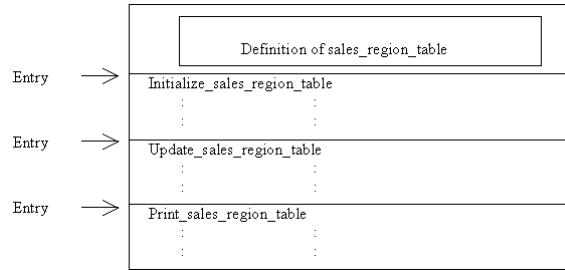 Definition of sales_region_table
Entry
Initialize_sales_region_table
: :
: :
Entry
Update_sales_region_table
: :
: :
Entry
Print_sales_region_table
: :
: :